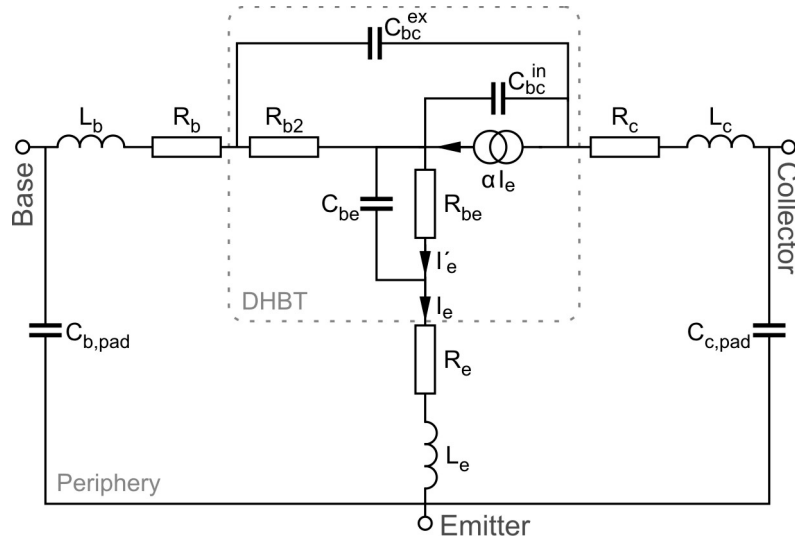 C_bc^ex
C_bc^in
L_b
R_b
R_b2
R_c
L_c
αI_e
Base
C_be
R_be
Collector
I´_e
DHBT
I_e
C_b,pad
R_e
C_c,pad
L_e
Periphery
Emitter